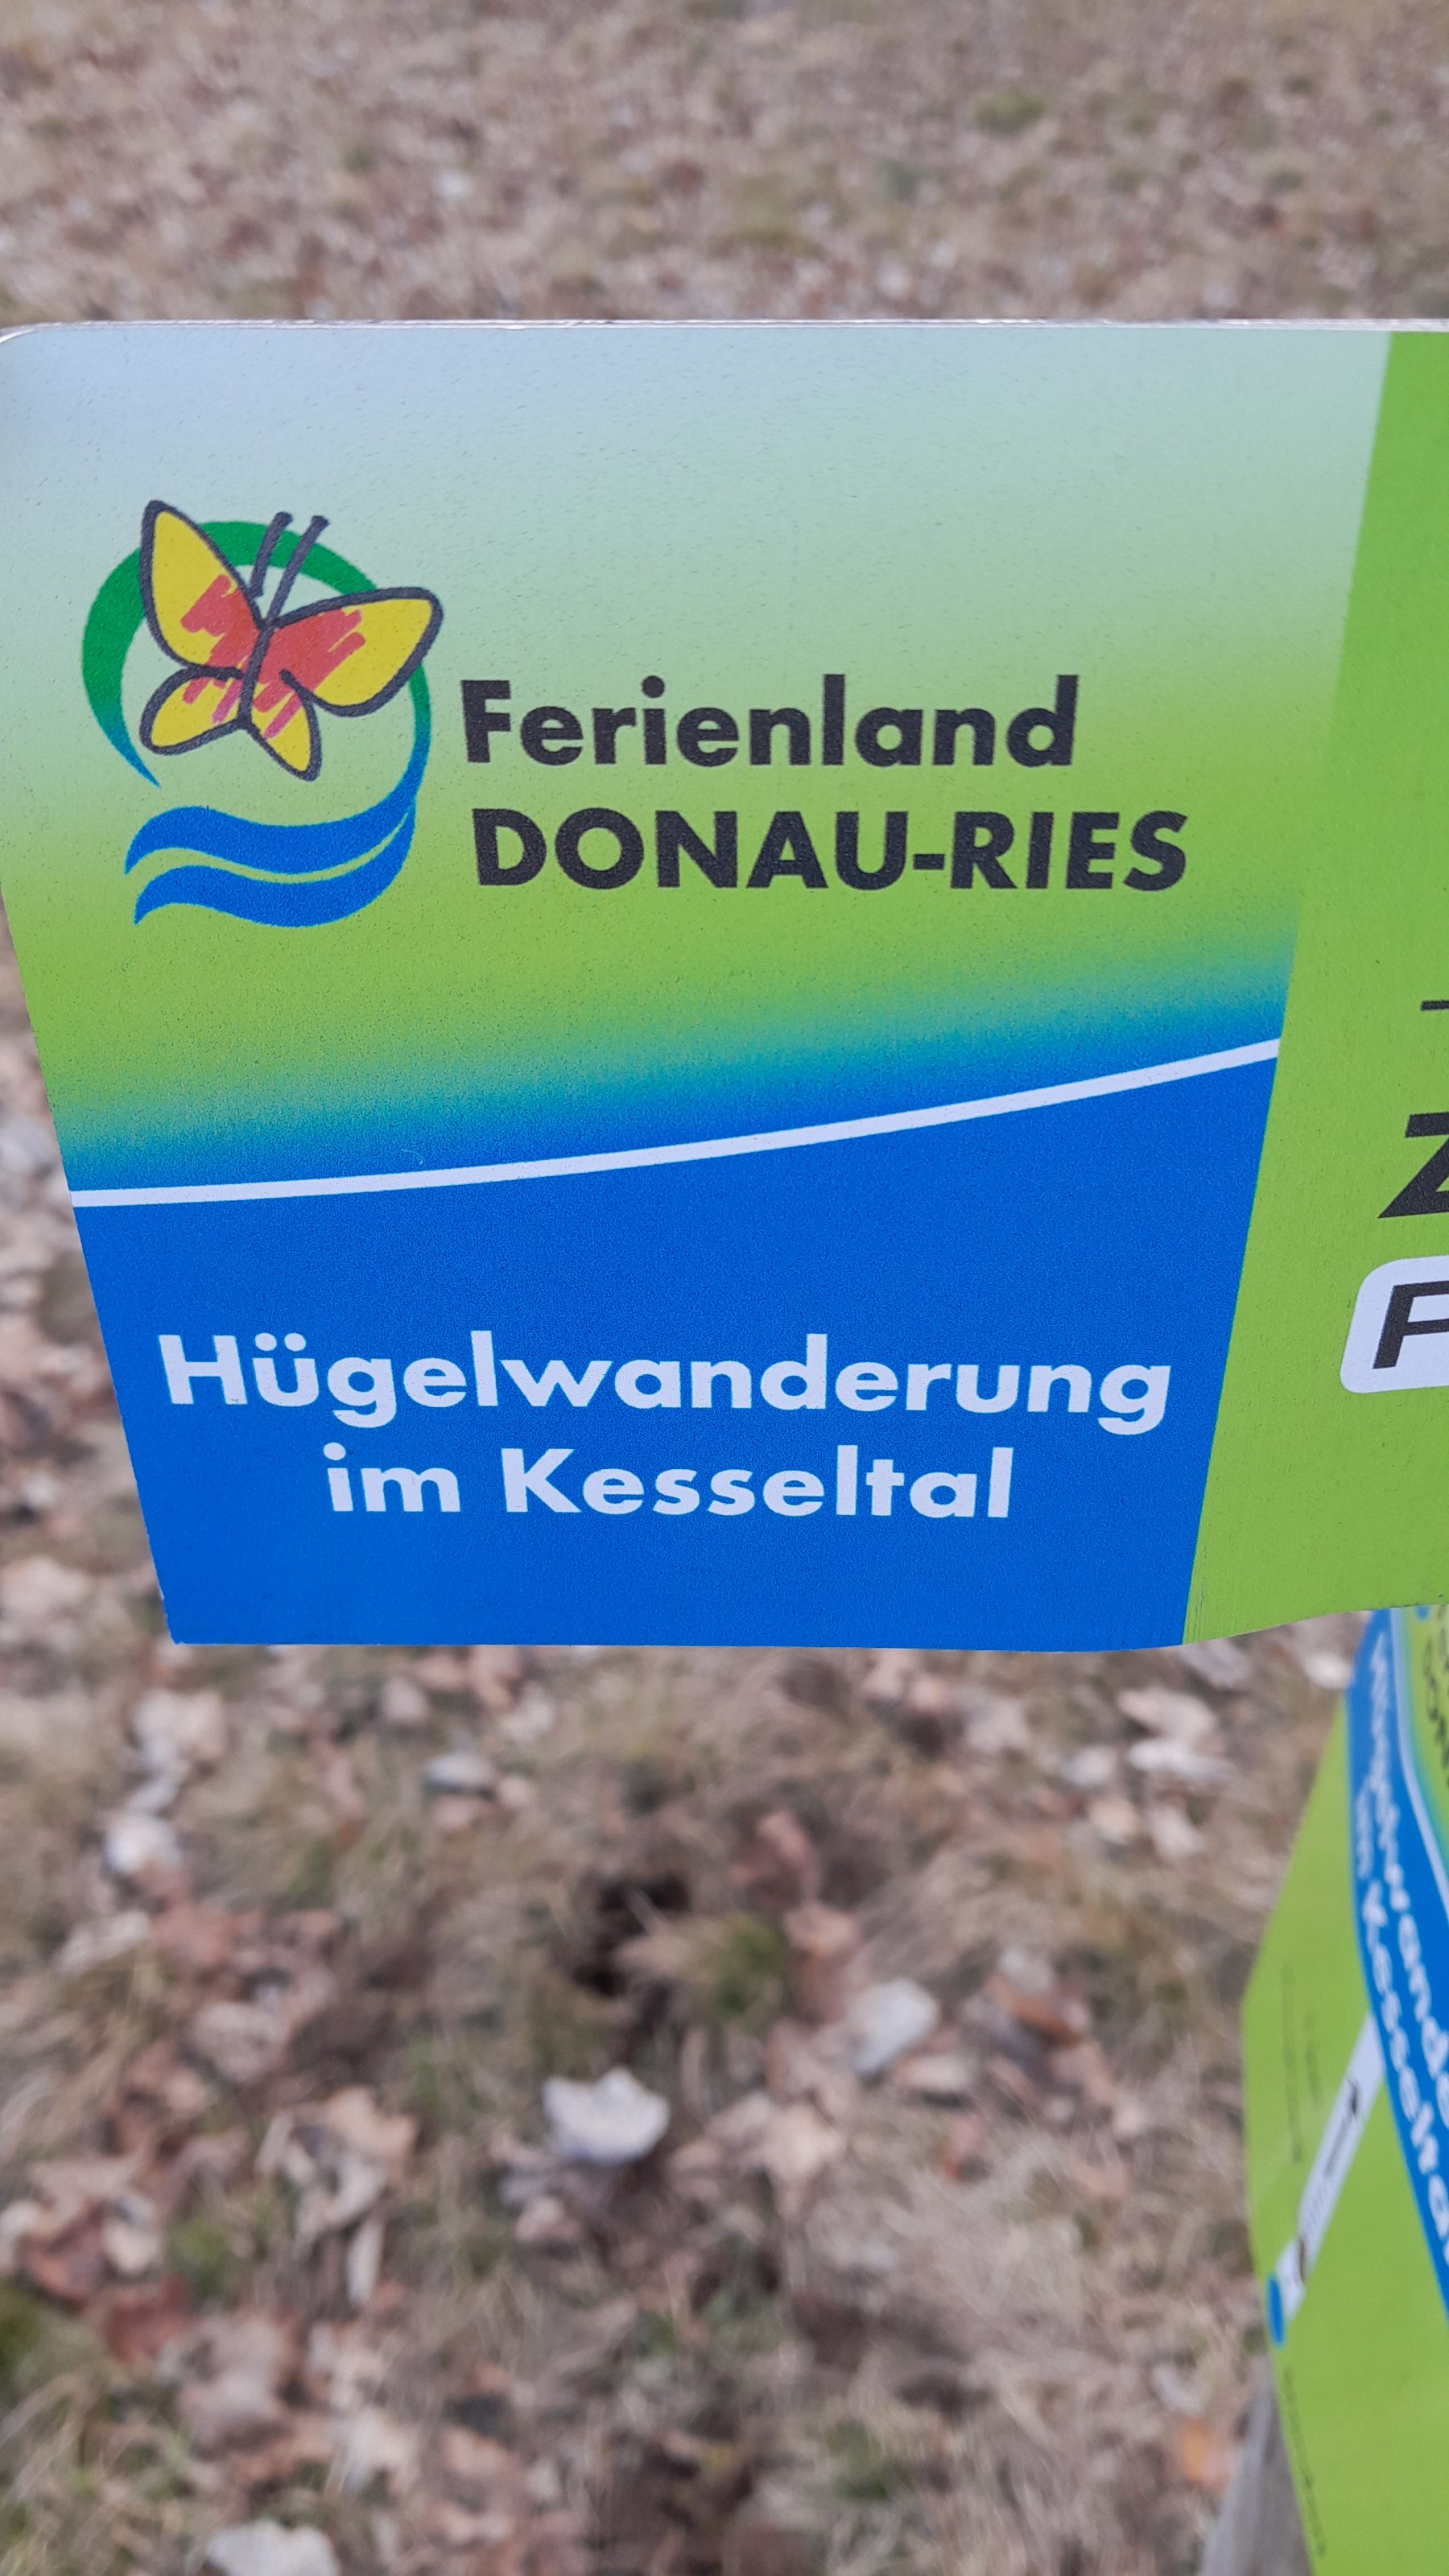 Ferienland
DONAU-RIES
Hügelwanderung
im Kesseltal